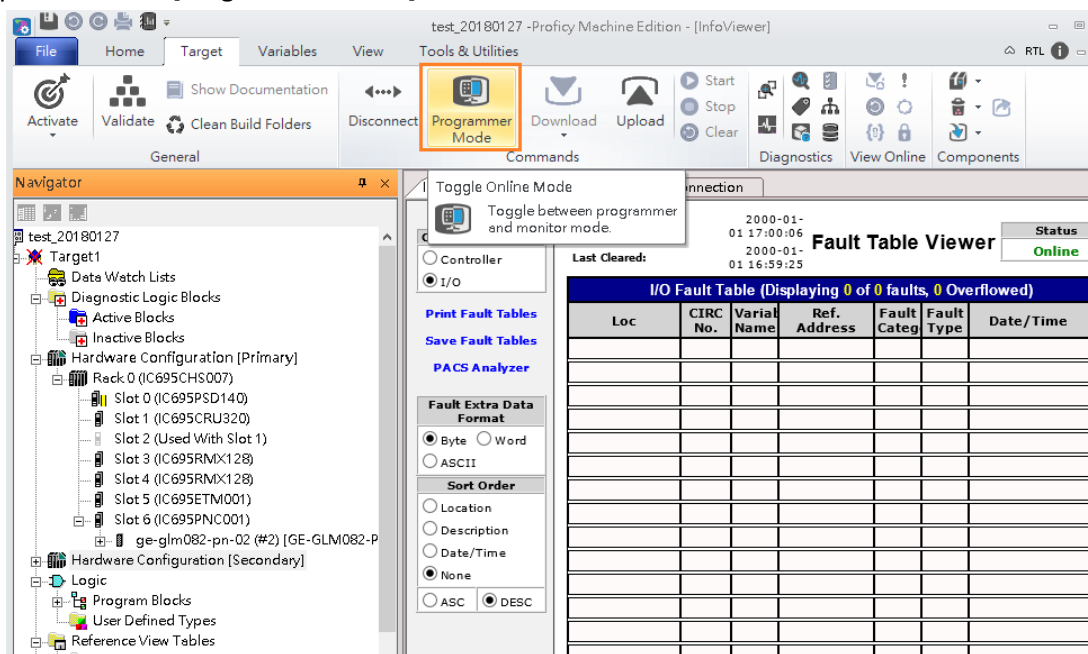 test_20180127 -Proficy Machine Edition - [InfoViewer]
File Home Target Variables View Tools & Utilities RTL
Activate
Validate
Show Documentation
Clean Build Folders
General
Disconnect
Programmer Mode
Download
Upload
Start
Stop
Clear
Commands
Diagnostics
View Online
Components
Navigator
test_20180127
Target1
Data Watch Lists
Diagnostic Logic Blocks
Active Blocks
Inactive Blocks
Hardware Configuration [Primary]
Rack 0 (IC695CHS007)
Slot 0 (IC695PSD140)
Slot 1 (IC695CRU320)
Slot 2 (Used With Slot 1)
Slot 3 (IC695RMX128)
Slot 4 (IC695RMX128)
Slot 5 (IC695ETM001)
Slot 6 (IC695PNC001)
ge-glm082-pn-02 (#2) [GE-GLM082-P
Hardware Configuration [Secondary]
Logic
Program Blocks
User Defined Types
Reference View Tables
Toggle Online Mode
Toggle between programmer
and monitor mode.
nnection
Controller
I/O
Print Fault Tables
Save Fault Tables
PACS Analyzer
Fault Extra Data
Format
Byte Word
ASCII
Sort Order
Location
Description
Date/Time
None
ASC DESC
2000-01-
01 17:00:06
Last Cleared:
2000-01-
01 16:59:25
Fault Table Viewer
Status
Online
I/O Fault Table (Displaying 0 of 0 faults, 0 Overflowed)
Loc
CIRC No.
Variab Name
Ref. Address
Fault Categ
Fault Type
Date/Time